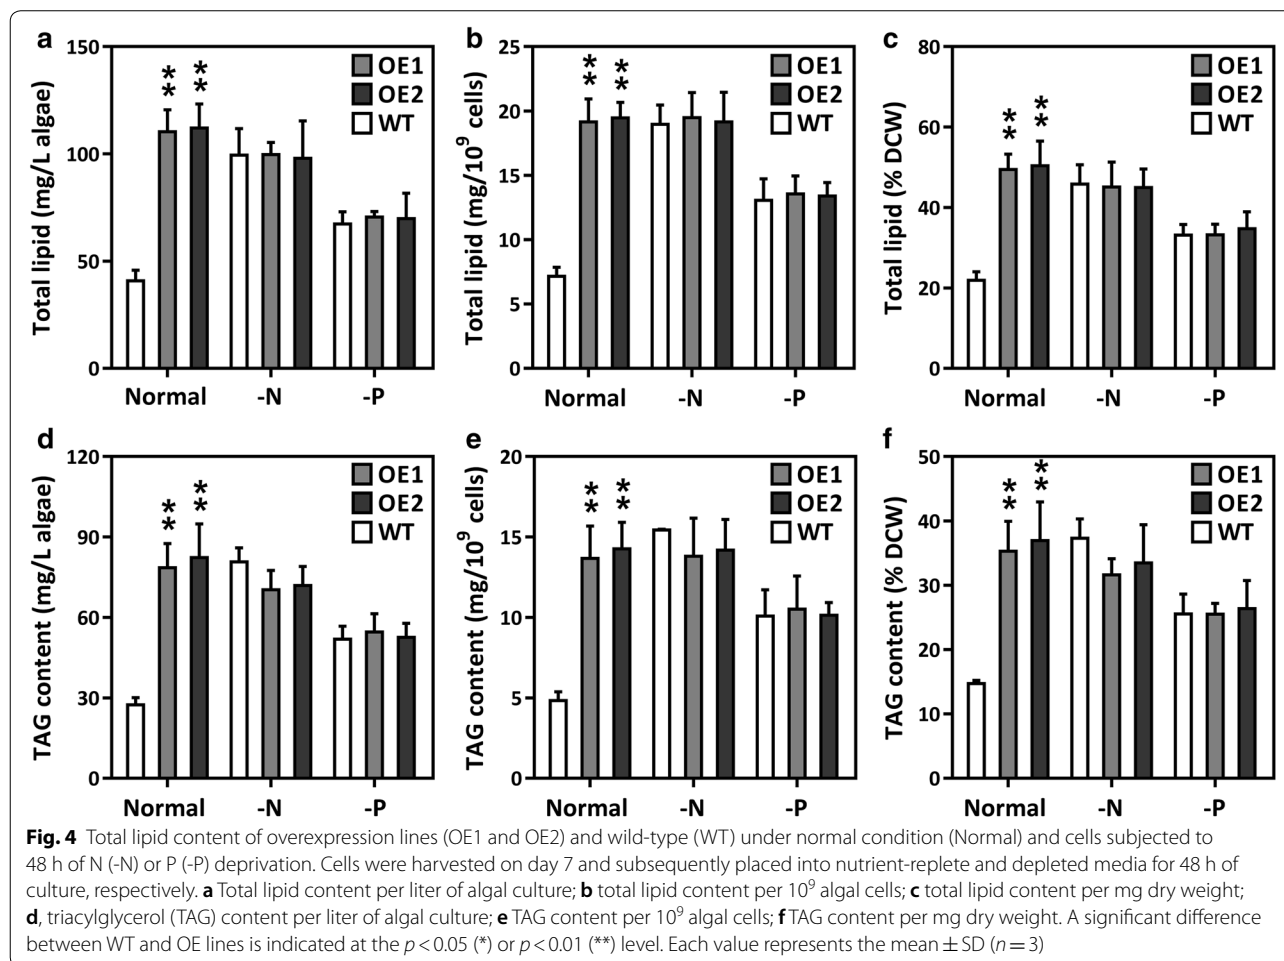 a
150
100
50
0
Total lipid (mg/L algae)
** **
OE1
OE2
WT
Normal -N -P
b
25
20
15
10
5
0
Total lipid (mg/10⁹ cells)
** **
OE1
OE2
WT
Normal -N -P
c
80
60
40
20
0
Total lipid (% DCW)
** **
OE1
OE2
WT
Normal -N -P
d
120
90
60
30
0
TAG content (mg/L algae)
** **
OE1
OE2
WT
Normal -N -P
e
20
15
10
5
0
TAG content (mg/10⁹ cells)
** **
OE1
OE2
WT
Normal -N -P
f
50
40
30
20
10
0
TAG content (% DCW)
** **
OE1
OE2
WT
Normal -N -P
Fig. 4 Total lipid content of overexpression lines (OE1 and OE2) and wild-type (WT) under normal condition (Normal) and cells subjected to
48 h of N (-N) or P (-P) deprivation. Cells were harvested on day 7 and subsequently placed into nutrient-replete and depleted media for 48 h of
culture, respectively. a Total lipid content per liter of algal culture; b total lipid content per 10⁹ algal cells; c total lipid content per mg dry weight;
d, triacylglycerol (TAG) content per liter of algal culture; e TAG content per 10⁹ algal cells; f TAG content per mg dry weight. A significant difference
between WT and OE lines is indicated at the p < 0.05 (*) or p < 0.01 (**) level. Each value represents the mean ± SD (n = 3)